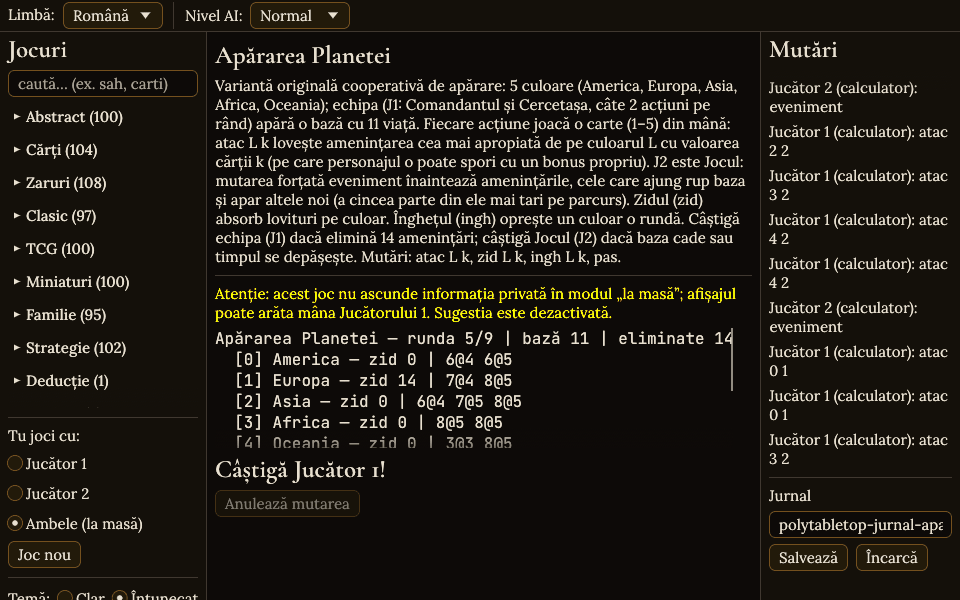 Limbă: Română ▼ Nivel AI: Normal ▼
Jocuri
caută... (ex. sah, carti)
▸ Abstract (100)
▸ Cărți (104)
▸ Zaruri (108)
▸ Clasic (97)
▸ TCG (100)
▸ Miniaturi (100)
▸ Familie (95)
▸ Strategie (102)
▸ Deducție (1)
Tu joci cu:
Jucător 1
Jucător 2
Ambele (la masă)
Joc nou
Temă: Clar Întunecat
Apărarea Planetei
Variantă originală cooperativă de apărare: 5 culoare (America, Europa, Asia,
Africa, Oceania); echipa (J1: Comandantul și Cercetașa, câte 2 acțiuni pe
rând) apără o bază cu 11 viață. Fiecare acțiune joacă o carte (1–5) din mână:
atac L k lovește amenințarea cea mai apropiată de pe culoarul L cu valoarea
cărții k (pe care personajul o poate spori cu un bonus propriu). J2 este Jocul:
mutarea forțată eveniment înaintează amenințările, cele care ajung rup baza
și apar altele noi (a cincea parte din ele mai tari pe parcurs). Zidul (zid)
absorb lovituri pe culoar. Înghețul (ingh) oprește un culoar o rundă. Câștigă
echipa (J1) dacă elimină 14 amenințări; câștigă Jocul (J2) dacă baza cade sau
timpul se depășește. Mutări: atac L k, zid L k, ingh L k, pas.
Atenție: acest joc nu ascunde informația privată în modul „la masă”; afișajul
poate arăta mâna Jucătorului 1. Sugestia este dezactivată.
Apărarea Planetei — runda 5/9 | bază 11 | eliminate 14
[0] America — zid 0 | 6@4 6@5
[1] Europa — zid 14 | 7@4 8@5
[2] Asia — zid 0 | 6@4 7@5 8@5
[3] Africa — zid 0 | 8@5 8@5
[4] Oceania — zid 0 | 3@3 8@5
Câștigă Jucător 1!
Anulează mutarea
Mutări
Jucător 2 (calculator):
eveniment
Jucător 1 (calculator): atac
2 2
Jucător 1 (calculator): atac
3 2
Jucător 1 (calculator): atac
4 2
Jucător 1 (calculator): atac
4 2
Jucător 2 (calculator):
eveniment
Jucător 1 (calculator): atac
0 1
Jucător 1 (calculator): atac
0 1
Jucător 1 (calculator): atac
3 2
Jurnal
polytabletop-jurnal-apa
Salvează Încarcă